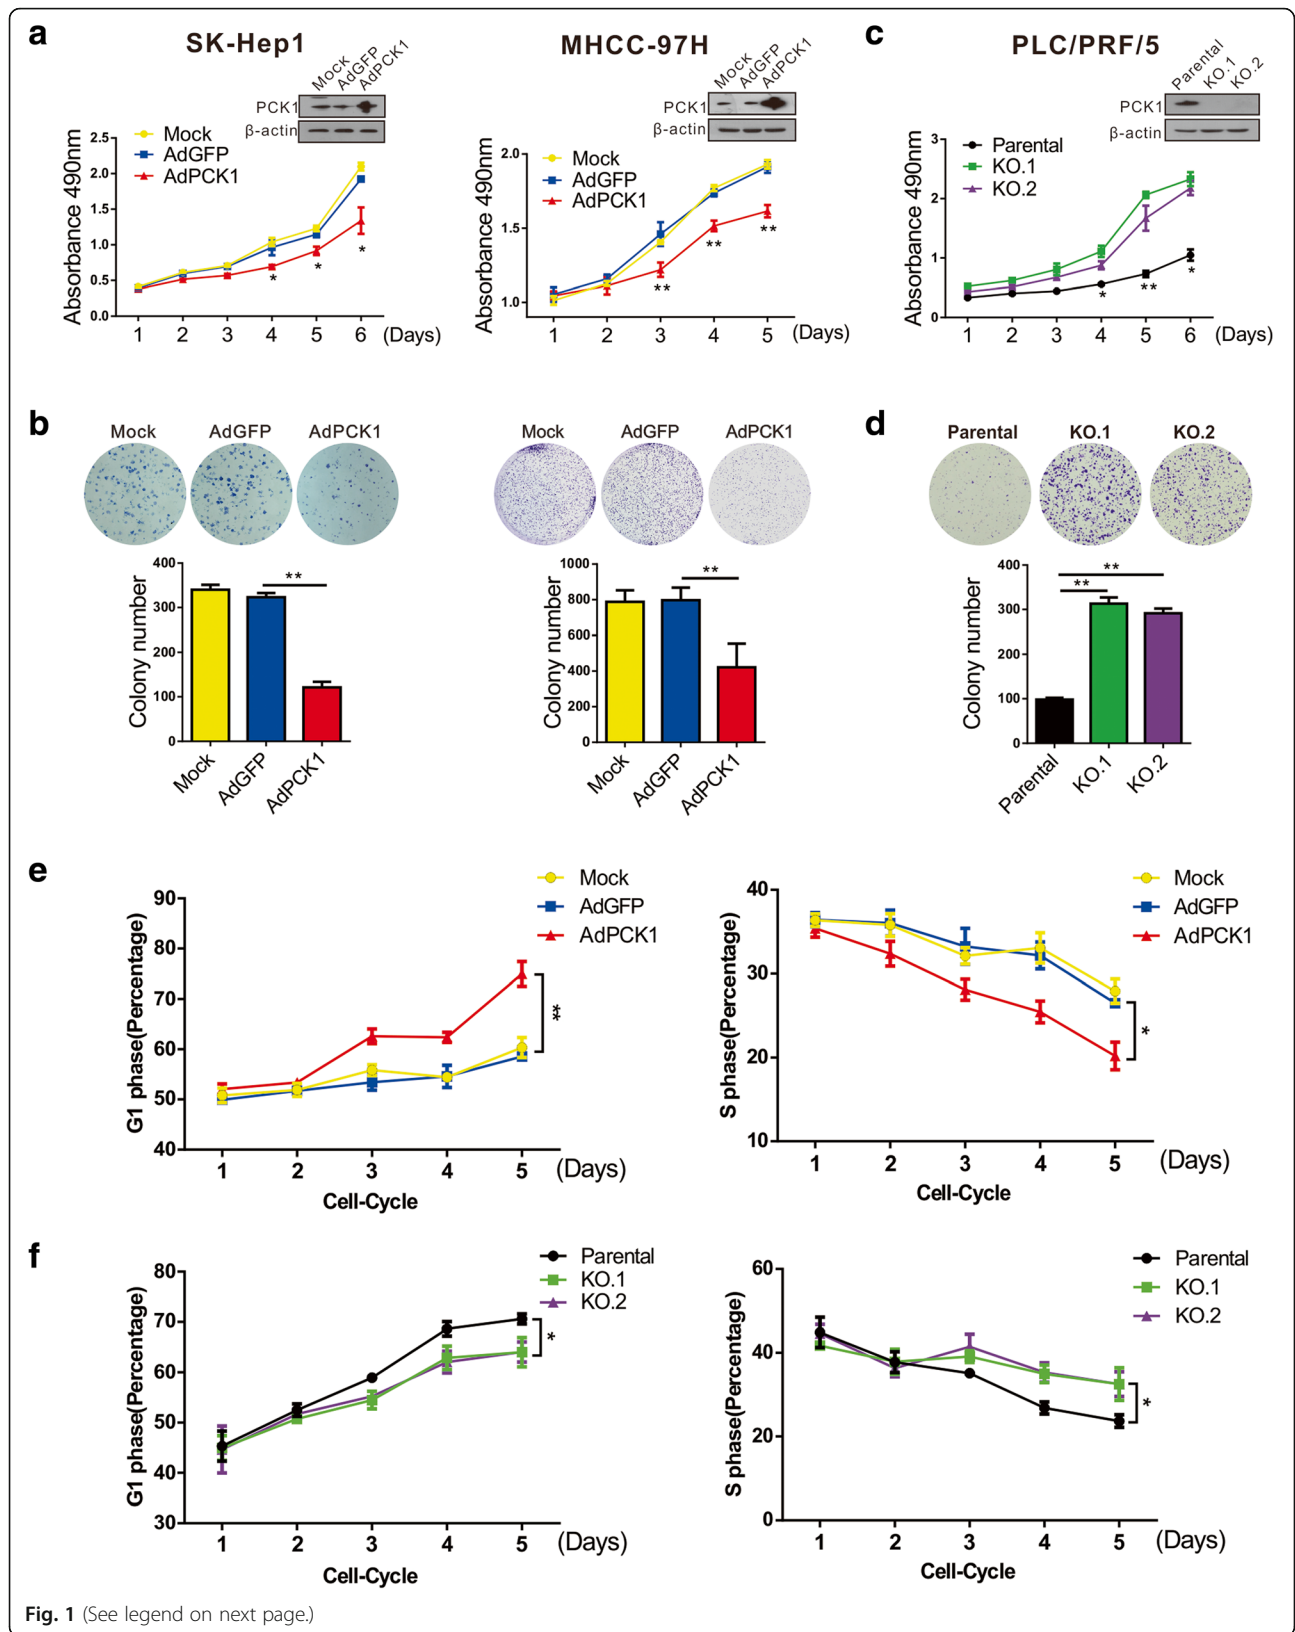 a
SK-Hep1
Mock
AdGFP
AdPCK1
PCK1
β-actin
Mock
AdGFP
AdPCK1
Absorbance 490nm
2.5
2.0
1.5
1.0
0.5
0.0
*
*
*
1 2 3 4 5 6 (Days)
MHCC-97H
Mock
AdGFP
AdPCK1
PCK1
β-actin
Mock
AdGFP
AdPCK1
Absorbance 490nm
2.0
1.5
1.0
**
**
**
1 2 3 4 5 (Days)
c
PLC/PRF/5
Parental
KO.1
KO.2
PCK1
β-actin
Parental
KO.1
KO.2
Absorbance 490nm
3
2
1
0
*
**
*
1 2 3 4 5 6 (Days)
b
Mock AdGFP AdPCK1
Colony number
400
300
200
100
0
**
Mock
AdGFP
AdPCK1
Mock AdGFP AdPCK1
Colony number
1000
800
600
400
200
0
**
Mock
AdGFP
AdPCK1
d
Parental KO.1 KO.2
Colony number
400
300
200
100
0
**
**
Parental
KO.1
KO.2
e
Mock
AdGFP
AdPCK1
G1 phase(Percentage)
90
80
70
60
50
40
**
1 2 3 4 5 (Days)
Cell-Cycle
Mock
AdGFP
AdPCK1
S phase(Percentage)
40
30
20
10
*
1 2 3 4 5 (Days)
Cell-Cycle
f
Parental
KO.1
KO.2
G1 phase(Percentage)
80
70
60
50
40
30
*
1 2 3 4 5 (Days)
Cell-Cycle
Parental
KO.1
KO.2
S phase(Percentage)
60
40
20
0
*
1 2 3 4 5 (Days)
Cell-Cycle
Fig. 1 (See legend on next page.)